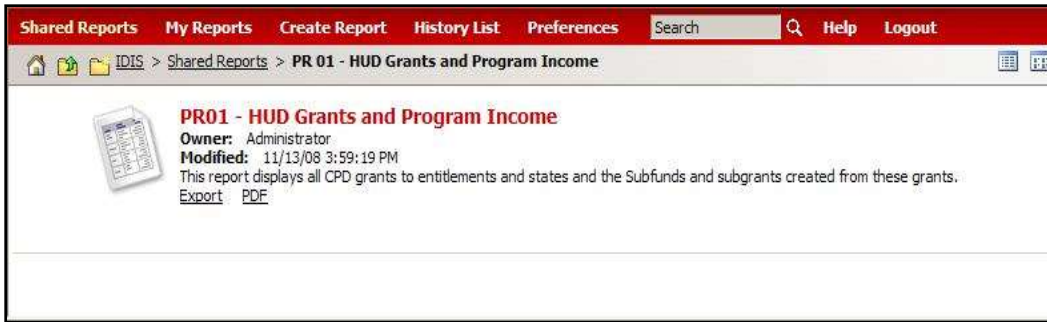 Shared Reports My Reports Create Report History List Preferences Search Help Logout
IDIS > Shared Reports > PR 01 - HUD Grants and Program Income
PR01 - HUD Grants and Program Income
Owner: Administrator
Modified: 11/13/08 3:59:19 PM
This report displays all CPD grants to entitlements and states and the Subfunds and subgrants created from these grants.
Export PDF